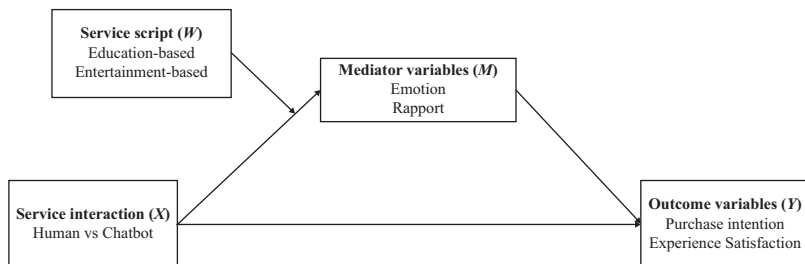 Service script (W)
Education-based
Entertainment-based
Mediator variables (M)
Emotion
Rapport
Service interaction (X)
Human vs Chatbot
Outcome variables (Y)
Purchase intention
Experience Satisfaction